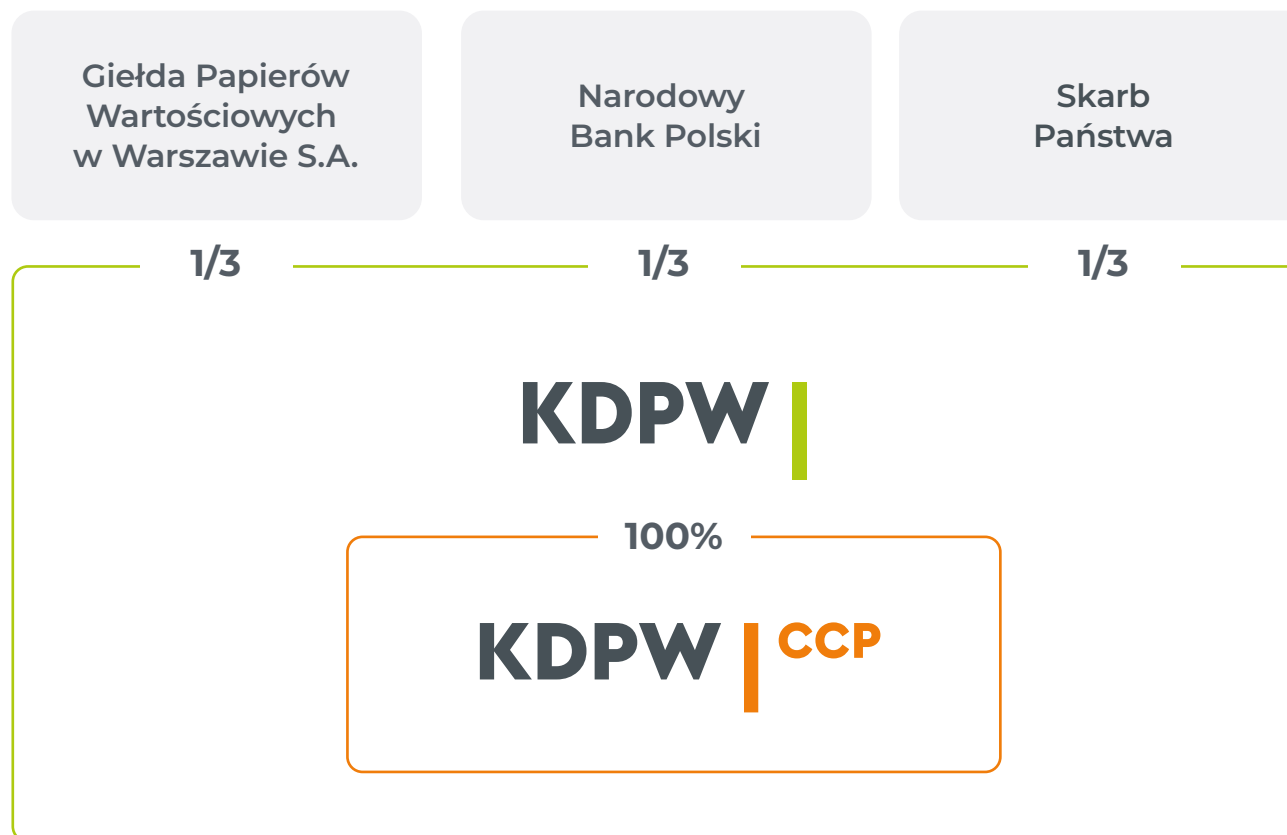 Giełda Papierów
Wartościowych
w Warszawie S.A.
Narodowy
Bank Polski
Skarb
Państwa
1/3
1/3
1/3
KDPW
100%
KDPW CCP